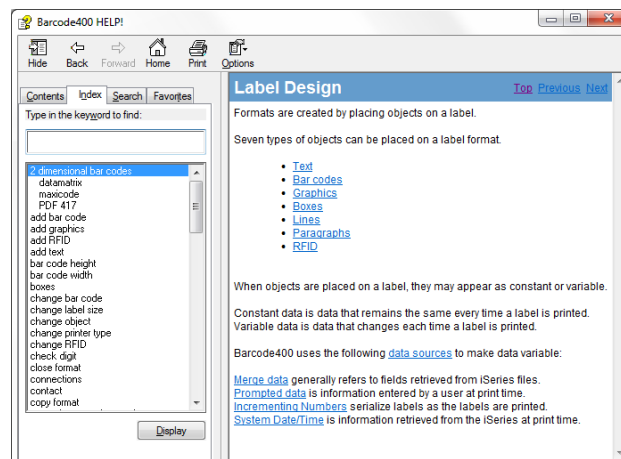 Barcode400 HELP!
Hide Back Forward Home Print Options
Contents Index Search Favorites
Type in the keyword to find:
2 dimensional bar codes
datamatrix
maxicode
PDF 417
add bar code
add graphics
add RFID
add text
bar code height
bar code width
boxes
change bar code
change label size
change object
change printer type
change RFID
check digit
close format
connections
contact
copy format
Display
Label Design
Top Previous Next
Formats are created by placing objects on a label.
Seven types of objects can be placed on a label format.
• Text
• Bar codes
• Graphics
• Boxes
• Lines
• Paragraphs
• RFID
When objects are placed on a label, they may appear as constant or variable.
Constant data is data that remains the same every time a label is printed.
Variable data is data that changes each time a label is printed.
Barcode400 uses the following data sources to make data variable:
Merge data generally refers to fields retrieved from iSeries files.
Prompted data is information entered by a user at print time.
Incrementing Numbers serialize labels as the labels are printed.
System Date/Time is information retrieved from the iSeries at print time.